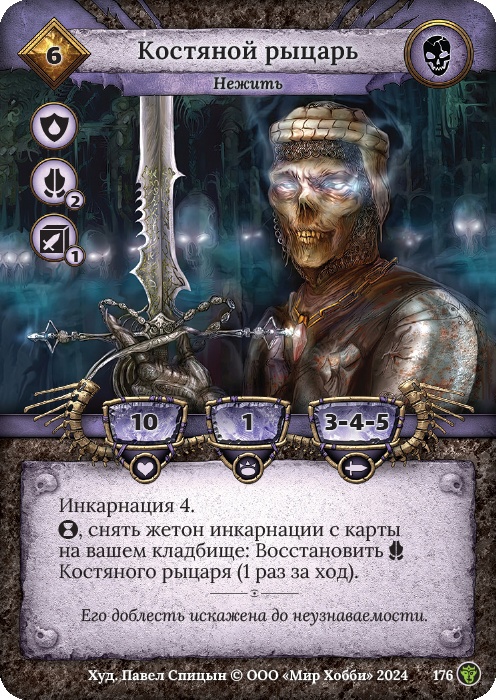 6
Костяной рыцарь
Нежить
2
1
10
1
3-4-5
Инкарнация 4.
, снять жетон инкарнации с карты
на вашем кладбище: Восстановить
Костяного рыцаря (1 раз за ход).
Его доблесть искажена до неузнаваемости.
Худ. Павел Спицын © ООО «Мир Хобби» 2024
176